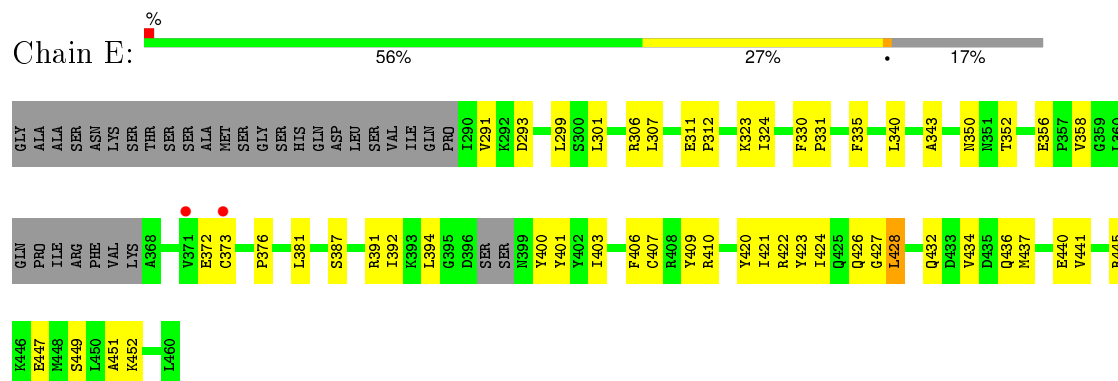 %
Chain E:
56% 27% • 17%
GLY ALA ALA SER ASN LYS SER THR SER SER ALA MET SER GLY SER HIS GLN ASP LEU SER VAL ILE GLN PRO I290 V291 K292 D293 L299 S300 L301 R306 L307 E311 P312 K323 I324 F330 P331 F335 L340 A343 N350 N351 T352 E356 P357 V358 G359 L360
GLN PRO ILE ARG PHE VAL LYS A368 V371 E372 C373 P376 L381 S387 R391 I392 K393 L394 G395 D396 SER SER N399 Y400 Y401 Y402 I403 F406 C407 R408 Y409 R410 Y420 I421 R422 Y423 I424 Q425 Q426 G427 L428 Q432 D433 V434 D435 Q436 M437 E440 V441 R445
K446 E447 M448 S449 L450 A451 K452 L460